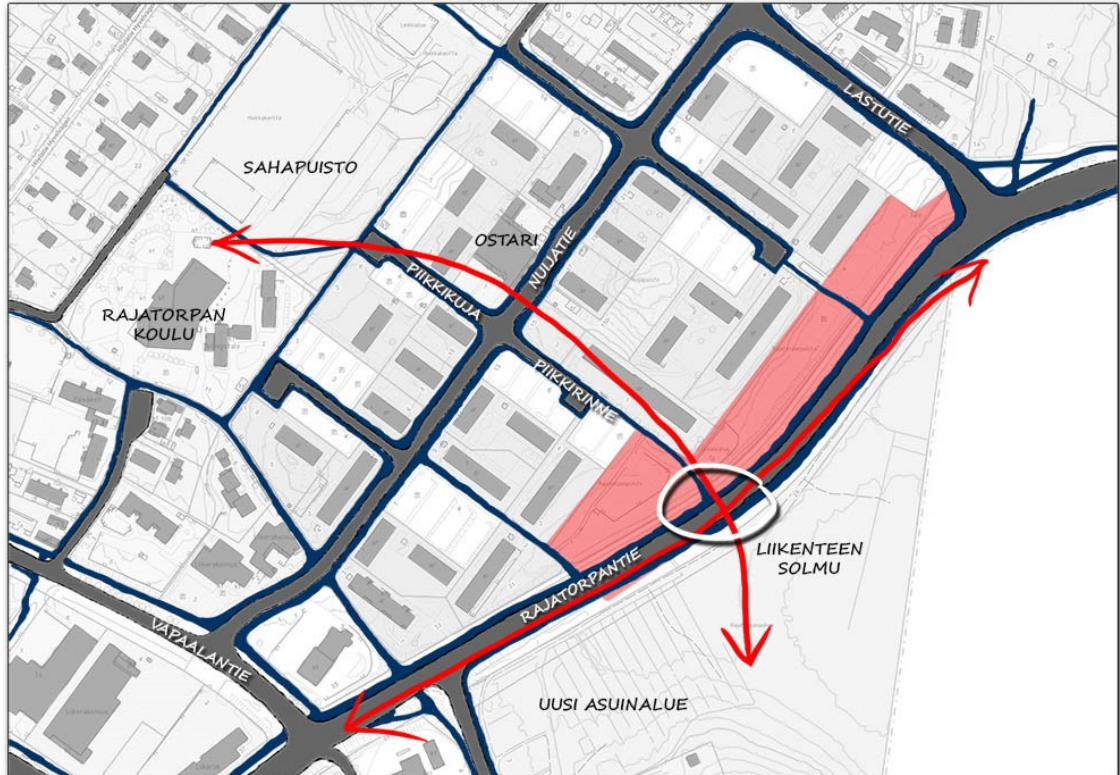 LASTUTIE
SAHAPUISTO
OSTARI
NUIJATIE
PIIKKIKUJA
RAJATORPAN
KOULU
PIIKKIRINNE
LIIKENTEEN
SOLMU
RAJATORPANTIE
VAPAALANTIE
UUSI ASUINALUE